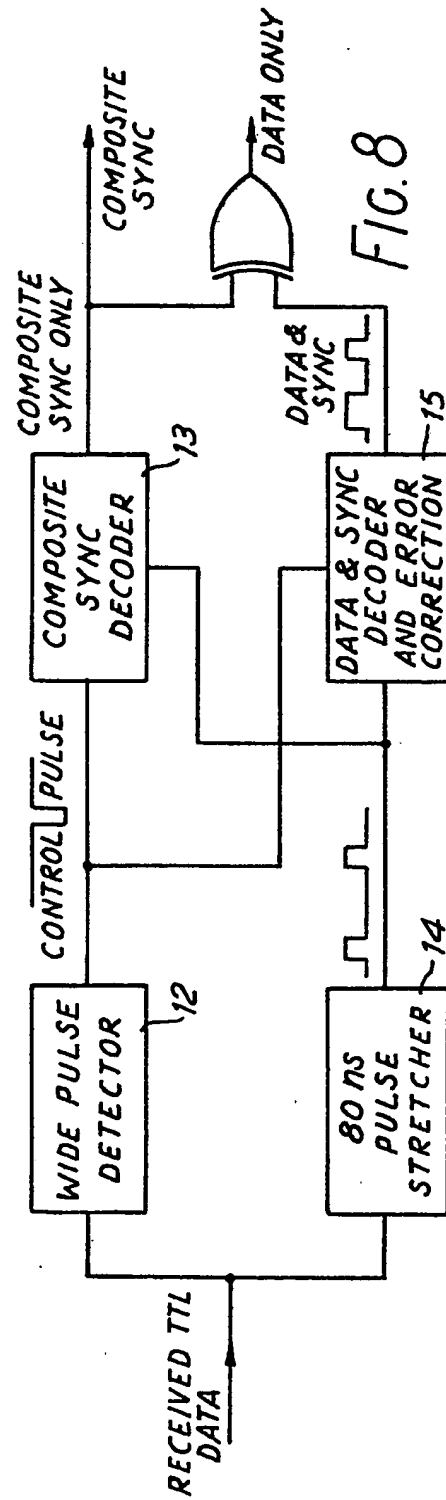 RECEIVED TTL
DATA
WIDE PULSE
DETECTOR
12
CONTROL PULSE
COMPOSITE
SYNC
DECODER
13
COMPOSITE
SYNC ONLY
COMPOSITE
SYNC
80 ns
PULSE
STRETCHER
14
DATA & SYNC
DECODER
AND ERROR
CORRECTION
15
DATA &
SYNC
DATA ONLY
FIG. 8